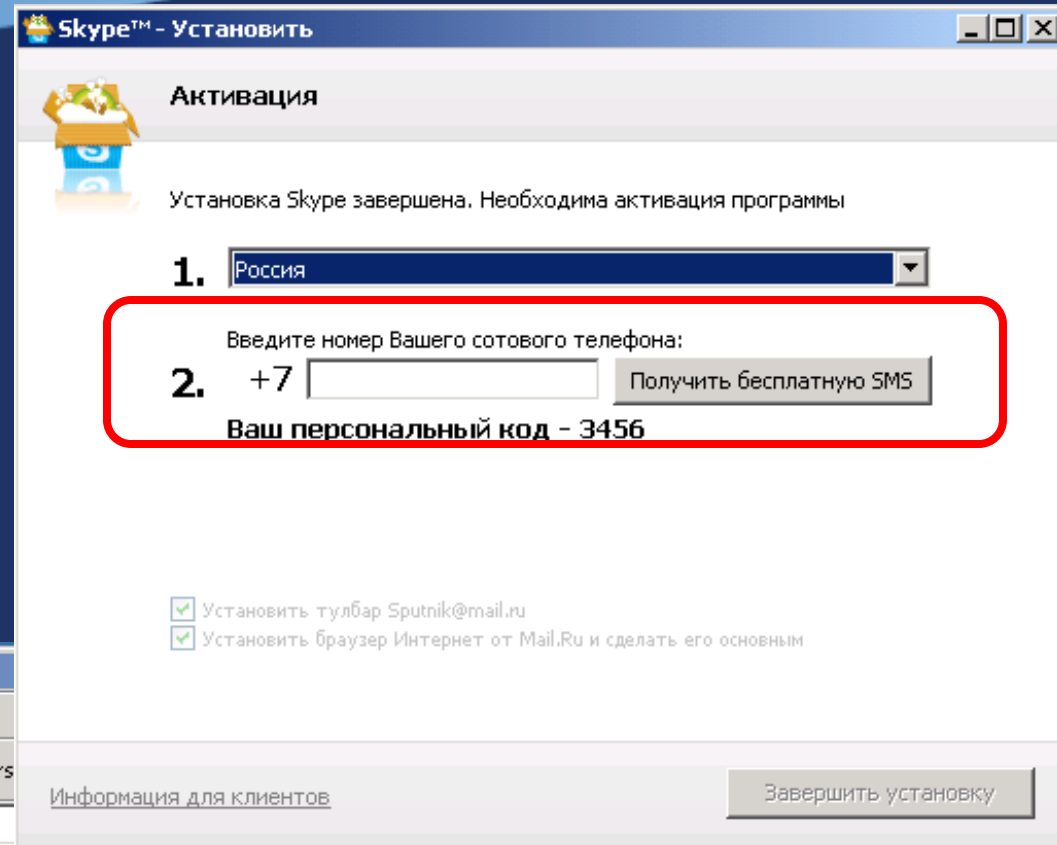 Skype™ - Установить
Активация
Установка Skype завершена. Необходима активация программы
1. Россия
Введите номер Вашего сотового телефона:
2. +7 Получить бесплатную SMS
Ваш персональный код - 3456
Установить тулбар Sputnik@mail.ru
Установить браузер Интернет от Mail.Ru и сделать его основным
Информация для клиентов
Завершить установку